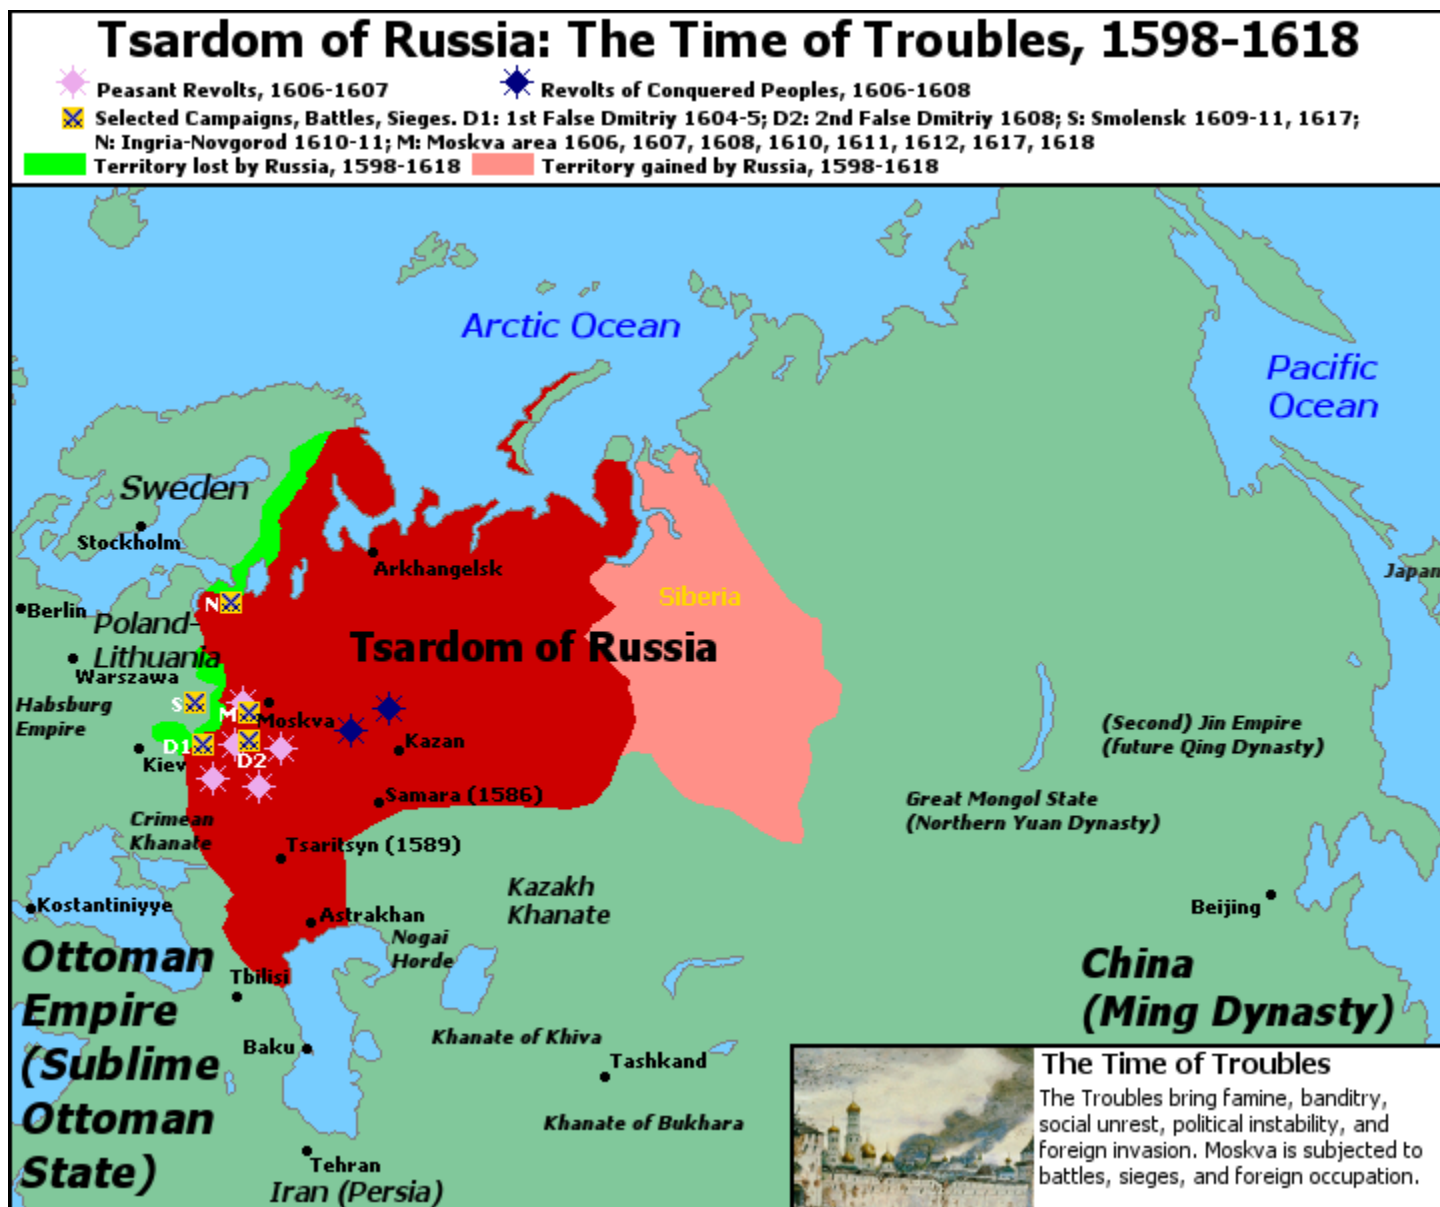 Tsardom of Russia: The Time of Troubles, 1598-1618
Peasant Revolts, 1606-1607
Revolts of Conquered Peoples, 1606-1608
Selected Campaigns, Battles, Sieges. D1: 1st False Dmitriy 1604-5; D2: 2nd False Dmitriy 1608; S: Smolensk 1609-11, 1617;
N: Ingria-Novgorod 1610-11; M: Moskva area 1606, 1607, 1608, 1610, 1611, 1612, 1617, 1618
Territory lost by Russia, 1598-1618
Territory gained by Russia, 1598-1618
Arctic Ocean
Pacific
Ocean
Sweden
Stockholm
Arkhangelsk
Japan
Siberia
N
Berlin
Poland-
Lithuania
Tsardom of Russia
Warszawa
Habsburg
Empire
S
M
Moskva
D1
D2
Kiev
Kazan
(Second) Jin Empire
(future Qing Dynasty)
Samara (1586)
Great Mongol State
(Northern Yuan Dynasty)
Crimean
Khanate
Tsaritsyn (1589)
Kazakh
Khanate
Kostantiniyye
Astrakhan
Beijing
Nogai
Horde
Ottoman
Empire
(Sublime
Ottoman
State)
Tbilisi
China
(Ming Dynasty)
Baku
Khanate of Khiva
Tashkand
Khanate of Bukhara
Tehran
Iran (Persia)
The Time of Troubles
The Troubles bring famine, banditry,
social unrest, political instability, and
foreign invasion. Moskva is subjected to
battles, sieges, and foreign occupation.